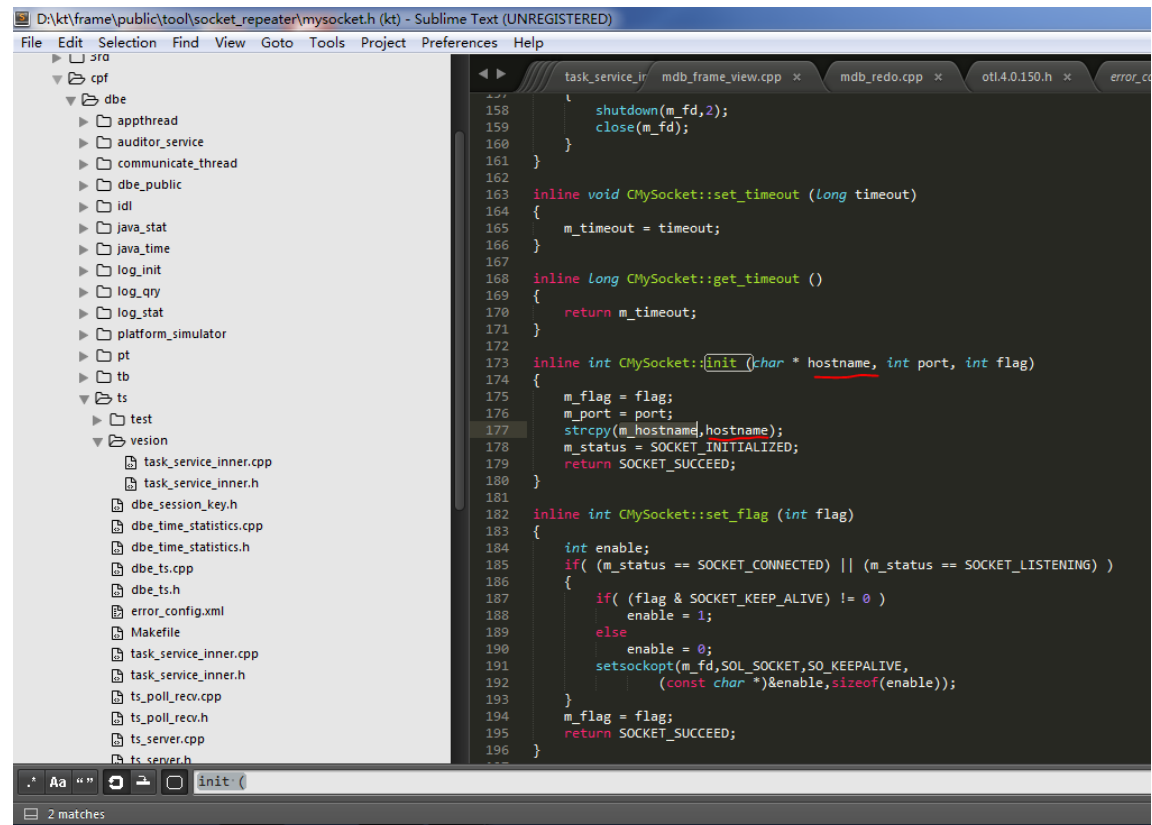 D:\kt\frame\public\tool\socket_repeater\mysocket.h (kt) - Sublime Text (UNREGISTERED)
File Edit Selection Find View Goto Tools Project Preferences Help
3rd
cpf
dbe
appthread
auditor_service
communicate_thread
dbe_public
idl
java_stat
java_time
log_init
log_qry
log_stat
platform_simulator
pt
tb
ts
test
vesion
task_service_inner.cpp
task_service_inner.h
dbe_session_key.h
dbe_time_statistics.cpp
dbe_time_statistics.h
dbe_ts.cpp
dbe_ts.h
error_config.xml
Makefile
task_service_inner.cpp
task_service_inner.h
ts_poll_recv.cpp
ts_poll_recv.h
ts_server.cpp
ts_server.h
task_service_ir mdb_frame_view.cpp × mdb_redo.cpp × otl.4.0.150.h × error_co
157 {
158 shutdown(m_fd,2);
159 close(m_fd);
160 }
161 }
162
163 inline void CMySocket::set_timeout (long timeout)
164 {
165 m_timeout = timeout;
166 }
167
168 inline long CMySocket::get_timeout ()
169 {
170 return m_timeout;
171 }
172
173 inline int CMySocket::init (char * hostname, int port, int flag)
174 {
175 m_flag = flag;
176 m_port = port;
177 strcpy(m_hostname,hostname);
178 m_status = SOCKET_INITIALIZED;
179 return SOCKET_SUCCEED;
180 }
181
182 inline int CMySocket::set_flag (int flag)
183 {
184 int enable;
185 if( (m_status == SOCKET_CONNECTED) || (m_status == SOCKET_LISTENING) )
186 {
187 if( (flag & SOCKET_KEEP_ALIVE) != 0 )
188 enable = 1;
189 else
190 enable = 0;
191 setsockopt(m_fd,SOL_SOCKET,SO_KEEPALIVE,
192 (const char *)&enable,sizeof(enable));
193 }
194 m_flag = flag;
195 return SOCKET_SUCCEED;
196 }
.* Aa “” init (
2 matches